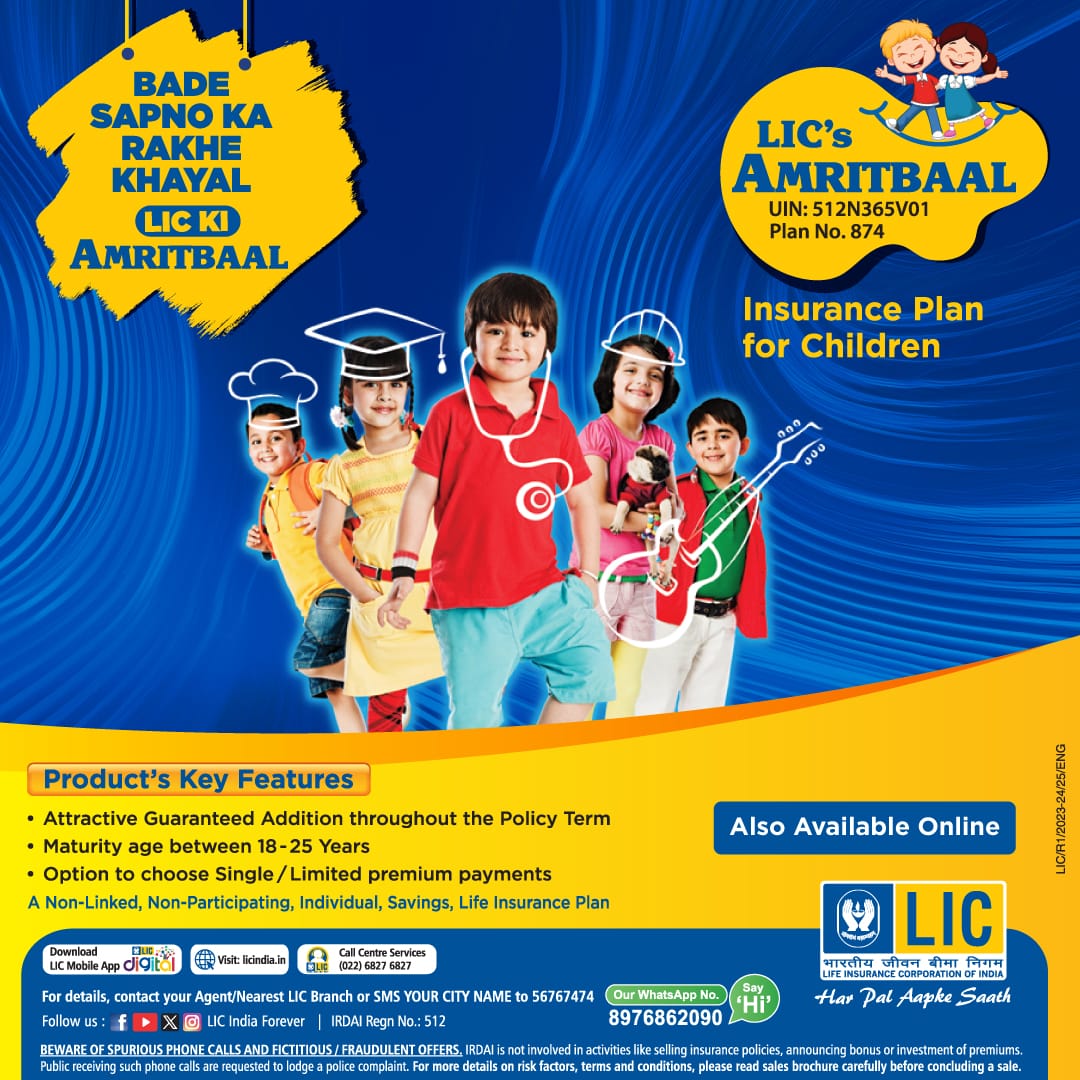 BADE
SAPNO KA
RAKHE
KHAYAL
LIC KI
AMRITBAAL
LIC's
AMRITBAAL
UIN: 512N365V01
Plan No. 874
Insurance Plan
for Children
Product's Key Features
• Attractive Guaranteed Addition throughout the Policy Term
• Maturity age between 18-25 Years
• Option to choose Single/Limited premium payments
A Non-Linked, Non-Participating, Individual, Savings, Life Insurance Plan
Also Available Online
LIC/R1/2023-24/25/ENG
LIC
भारतीय जीवन बीमा निगम
LIFE INSURANCE CORPORATION OF INDIA
Har Pal Aapke Saath
Download
LIC Mobile App
LIC
digital
Visit: licindia.in
LIC
Call Centre Services
(022) 6827 6827
For details, contact your Agent/Nearest LIC Branch or SMS YOUR CITY NAME to 56767474
Our WhatsApp No.
8976862090
Say
'Hi'
Follow us : LIC India Forever | IRDAI Regn No.: 512
BEWARE OF SPURIOUS PHONE CALLS AND FICTITIOUS / FRAUDULENT OFFERS. IRDAI is not involved in activities like selling insurance policies, announcing bonus or investment of premiums.
Public receiving such phone calls are requested to lodge a police complaint. For more details on risk factors, terms and conditions, please read sales brochure carefully before concluding a sale.